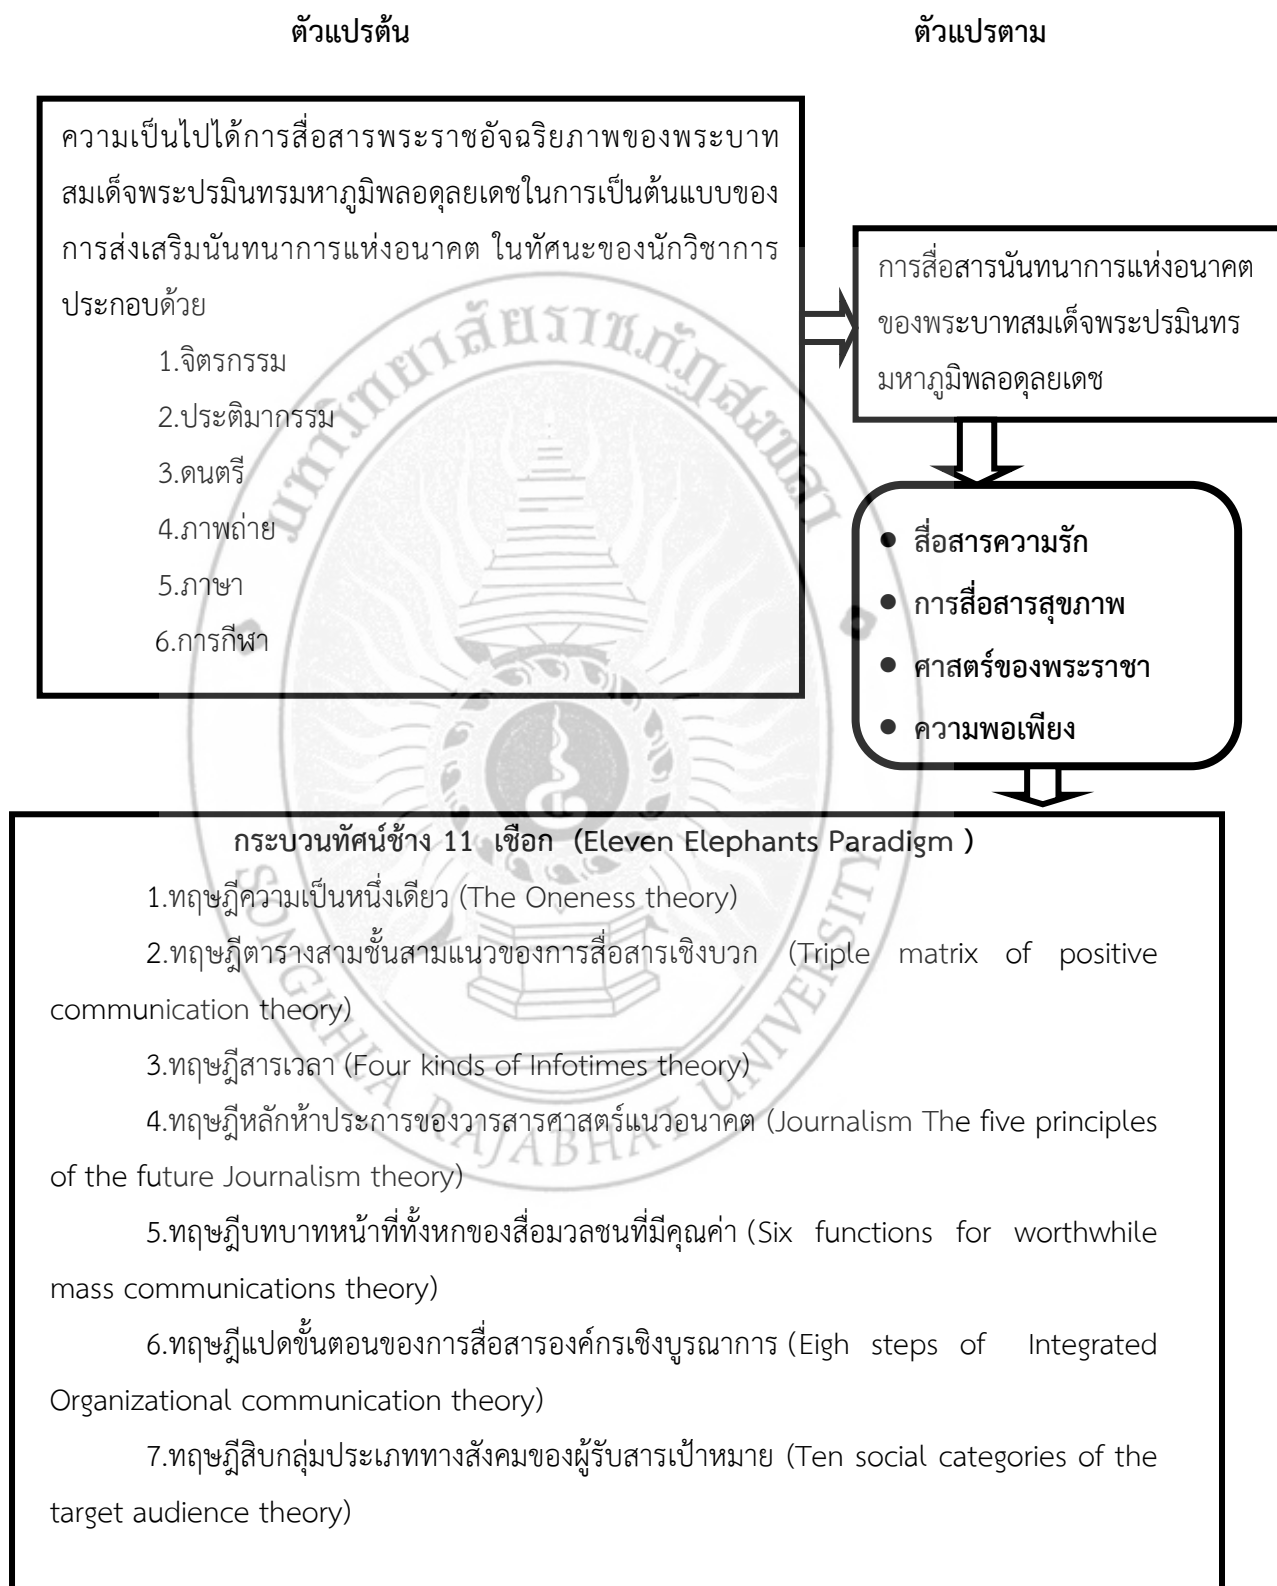 ตัวแปรต้น
ตัวแปรตาม
ความเป็นไปได้การสื่อสารพระราชอัจฉริยภาพของพระบาท
สมเด็จพระปรมินทรมหาภูมิพลอดุลยเดชในการเป็นต้นแบบของ
การส่งเสริมนันทนาการแห่งอนาคต ในทัศนะของนักวิชาการ
ประกอบด้วย
1.จิตรกรรม
2.ประติมากรรม
3.ดนตรี
4.ภาพถ่าย
5.ภาษา
6.การกีฬา
การสื่อสารนันทนาการแห่งอนาคต
ของพระบาทสมเด็จพระปรมินทร
มหาภูมิพลอดุลยเดช
• สื่อสารความรัก
• การสื่อสารสุขภาพ
• ศาสตร์ของพระราชา
• ความพอเพียง
กระบวนทัศน์ช้าง 11 เชือก (Eleven Elephants Paradigm )
1.ทฤษฎีความเป็นหนึ่งเดียว (The Oneness theory)
2.ทฤษฎีตารางสามชั้นสามแนวของการสื่อสารเชิงบวก (Triple matrix of positive
communication theory)
3.ทฤษฎีสารเวลา (Four kinds of Infotimes theory)
4.ทฤษฎีหลักห้าประการของวารสารศาสตร์แนวอนาคต (Journalism The five principles
of the future Journalism theory)
5.ทฤษฎีบทบาทหน้าที่ทั้งหกของสื่อมวลชนที่มีคุณค่า (Six functions for worthwhile
mass communications theory)
6.ทฤษฎีแปดขั้นตอนของการสื่อสารองค์กรเชิงบูรณาการ (Eigh steps of Integrated
Organizational communication theory)
7.ทฤษฎีสิบกลุ่มประเภททางสังคมของผู้รับสารเป้าหมาย (Ten social categories of the
target audience theory)
มหาวิทยาลัยราชภัฏสงขลา
SONGKHLA RAJABHAT UNIVERSITY